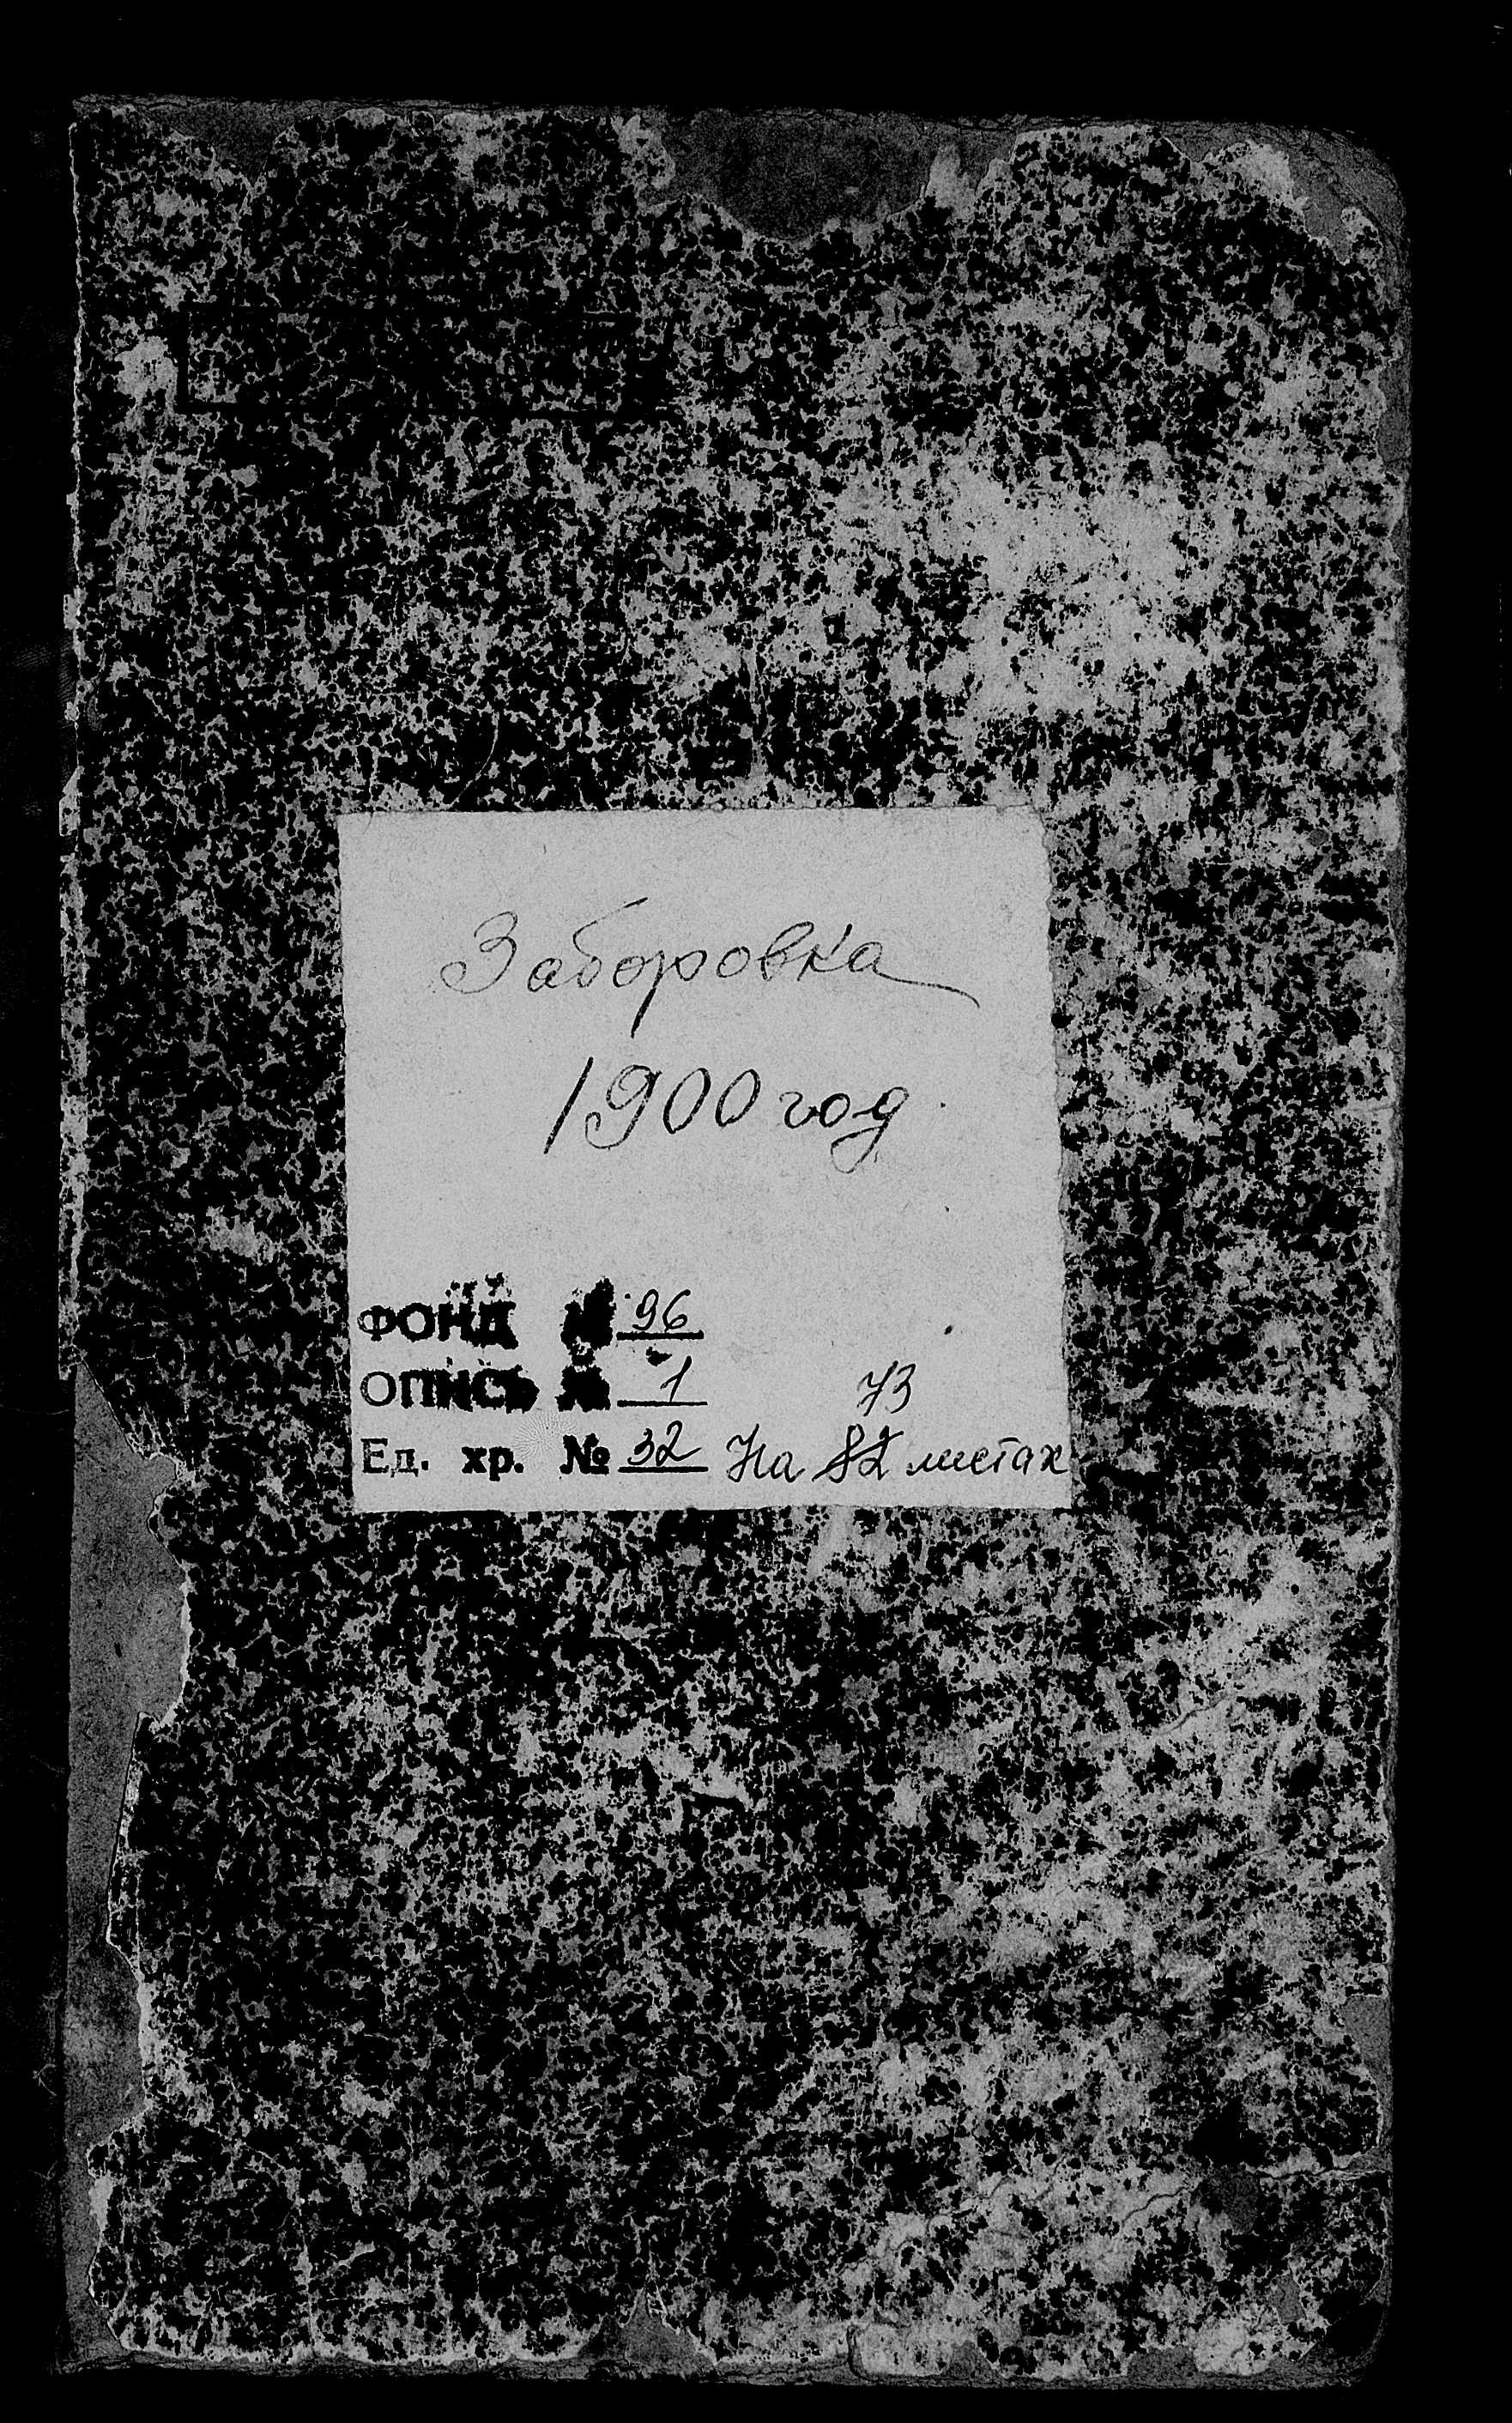 Заборовка
1900 год
ФОНД № 96
ОПИСЬ № 1 73
Ед. хр. № 32 На 82 листах